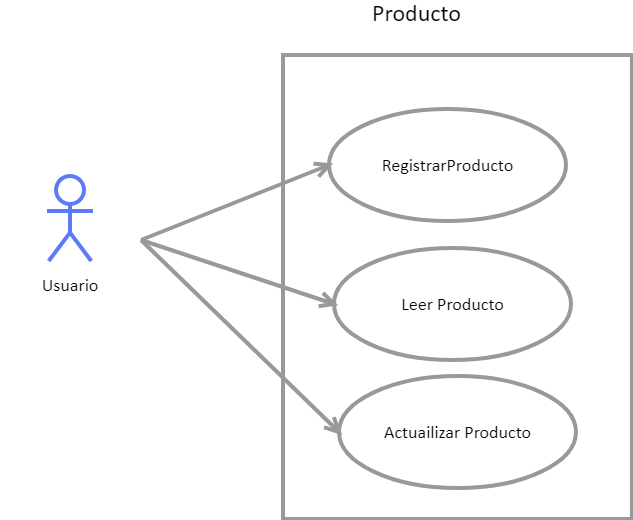 Producto
RegistrarProducto
Usuario
Leer Producto
Actuailizar Producto